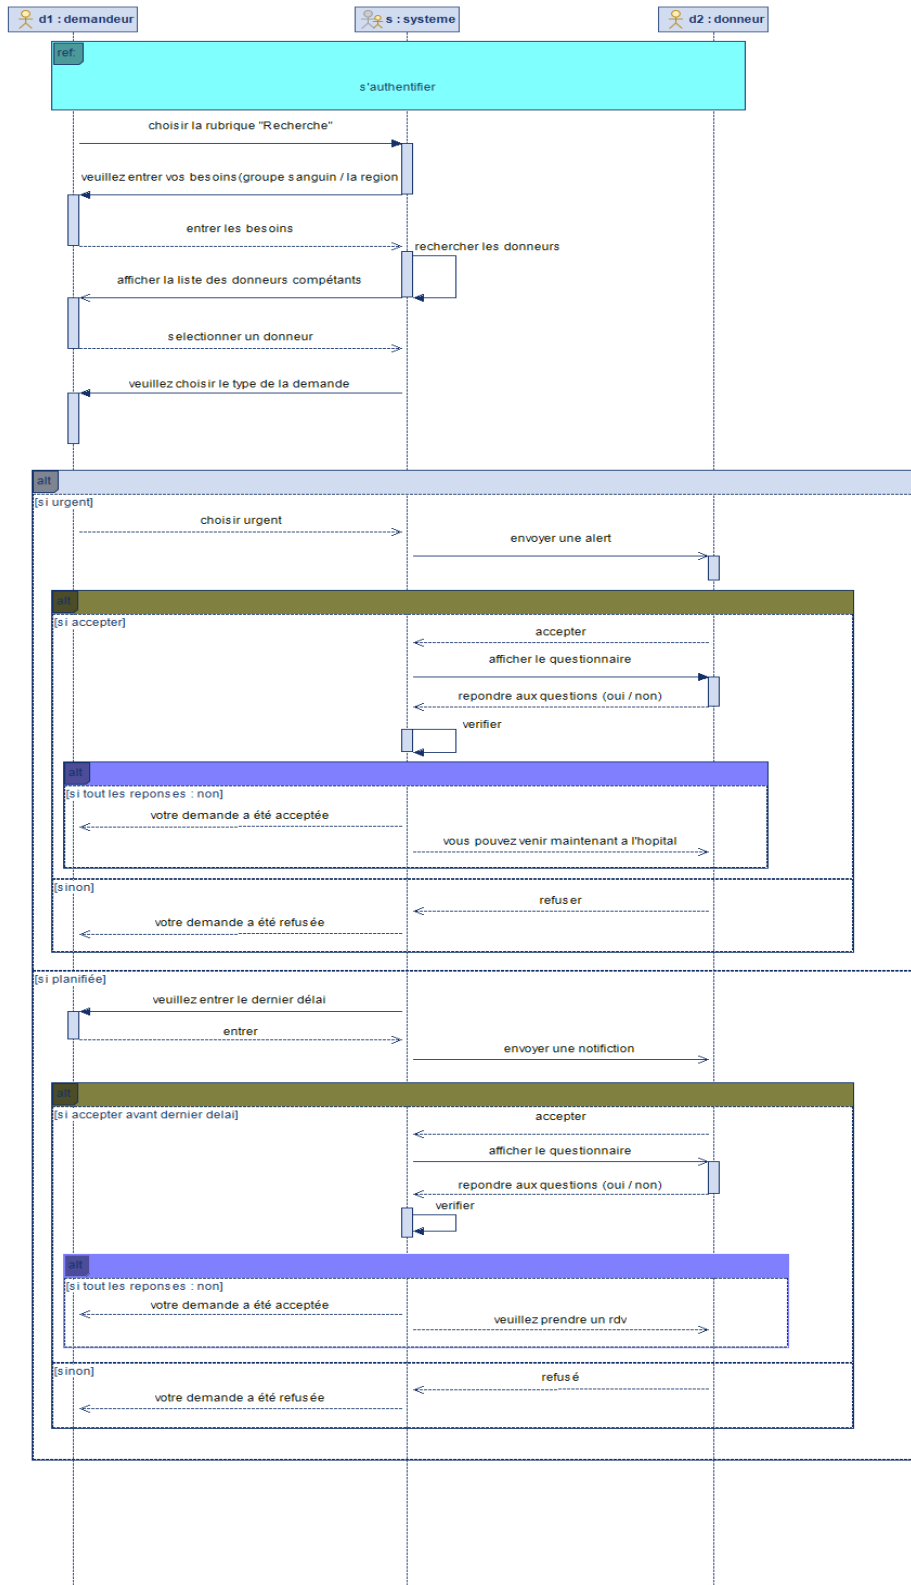 d1 : demandeur
s : systeme
d2 : donneur
ref:
s'authentifier
choisir la rubrique "Recherche"
veuillez entrer vos besoins(groupe sanguin / la region
entrer les besoins
rechercher les donneurs
afficher la liste des donneurs compétants
selectionner un donneur
veuillez choisir le type de la demande
alt
[si urgent]
choisir urgent
envoyer une alert
alt
[si accepter]
accepter
afficher le questionnaire
repondre aux questions (oui / non)
verifier
alt
[si tout les reponses : non]
votre demande a été acceptée
vous pouvez venir maintenant a l'hopital
[sinon]
refuser
votre demande a été refusée
[si planifiée]
veuillez entrer le dernier délai
entrer
envoyer une notifiction
alt
[si accepter avant dernier delai]
accepter
afficher le questionnaire
repondre aux questions (oui / non)
verifier
alt
[si tout les reponses : non]
votre demande a été acceptée
veuillez prendre un rdv
[sinon]
refusé
votre demande a été refusée